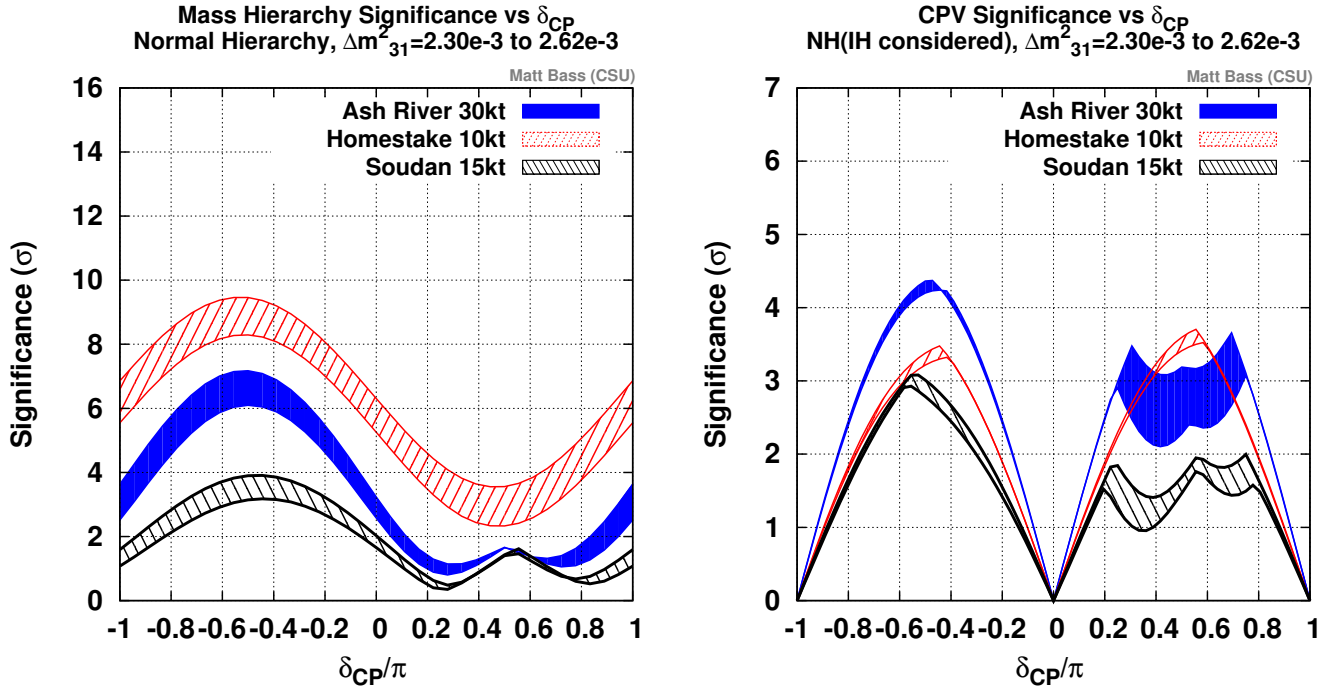 Mass Hierarchy Significance vs δCP
Normal Hierarchy, Δm²31=2.30e-3 to 2.62e-3
Matt Bass (CSU)
Ash River 30kt
Homestake 10kt
Soudan 15kt
Significance (σ)
16
14
12
10
8
6
4
2
0
-1 -0.8 -0.6 -0.4 -0.2 0 0.2 0.4 0.6 0.8 1
δCP/π
CPV Significance vs δCP
NH(IH considered), Δm²31=2.30e-3 to 2.62e-3
Matt Bass (CSU)
Ash River 30kt
Homestake 10kt
Soudan 15kt
Significance (σ)
7
6
5
4
3
2
1
0
-1 -0.8 -0.6 -0.4 -0.2 0 0.2 0.4 0.6 0.8 1
δCP/π